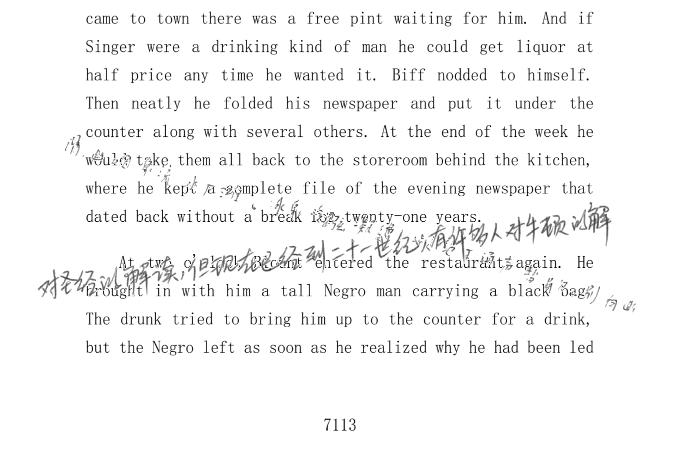 came to town there was a free pint waiting for him. And if
Singer were a drinking kind of man he could get liquor at
half price any time he wanted it. Biff nodded to himself.
Then neatly he folded his newspaper and put it under the
counter along with several others. At the end of the week he
would take them all back to the storeroom behind the kitchen,
where he kept a complete file of the evening newspaper that
dated back without a break for twenty-one years.
At two o'clock Blount entered the restaurant again. He
brought in with him a tall Negro man carrying a black bag.
The drunk tried to bring him up to the counter for a drink,
but the Negro left as soon as he realized why he had been led
对圣经的解读,但现在已经到二十一世纪以有许多人对牛顿的解
7113